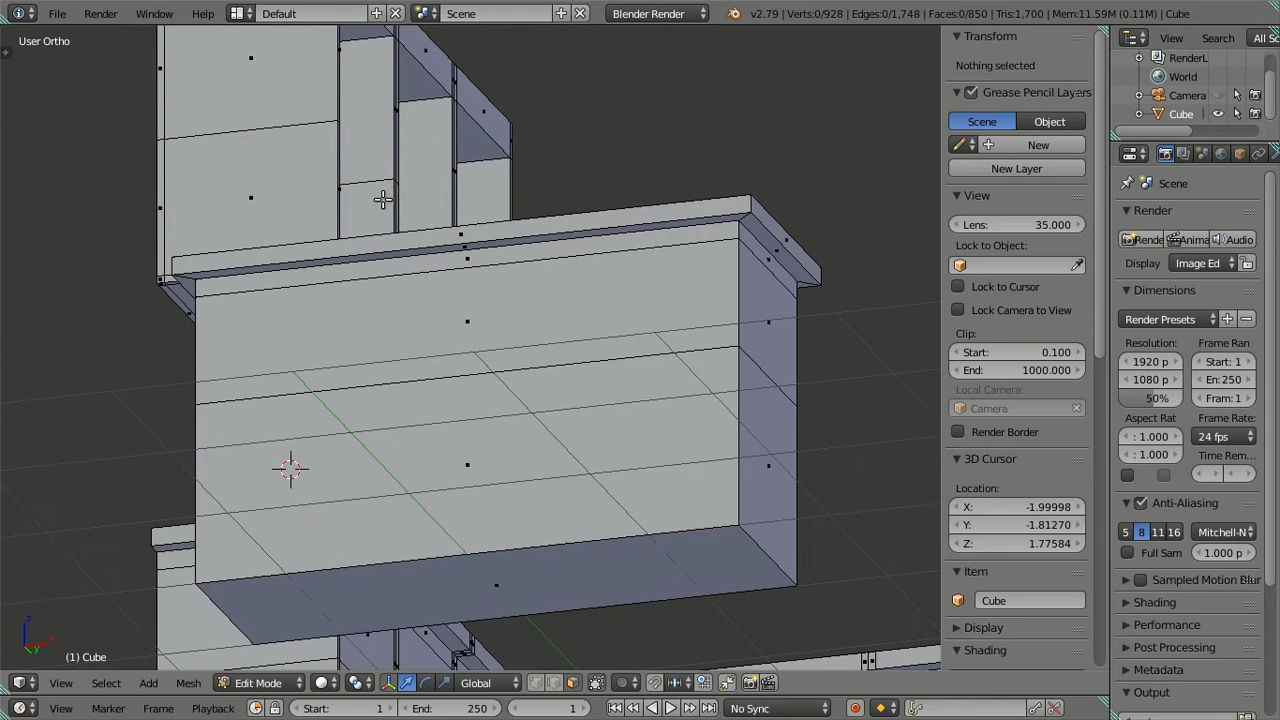 File Render Window Help Default Scene Blender Render v2.79 | Verts:0/928 | Edges:0/1,748 | Faces:0/850 | Tris:1,700 | Mem:11.59M (0.11M) | Cube
User Ortho
Transform
Nothing selected
Grease Pencil Layers
Scene Object
New
New Layer
View
Lens: 35.000
Lock to Object:
Lock to Cursor
Lock Camera to View
Clip:
Start: 0.100
End: 1000.000
Local Camera:
Camera
Render Border
3D Cursor
Location:
X: -1.99998
Y: -1.81270
Z: 1.77584
Item
Cube
Display
Shading
View Search All Sc
RenderL
World
Camera
Cube
Scene
Render
Rende Anima Audio
Display Image Ed
Dimensions
Render Presets
Resolution: Frame Ran
1920 p Start: 1
1080 p En: 250
50% Fram: 1
Aspect Rat Frame Rate:
: 1.000 24 fps
: 1.000 Time Rem...
Anti-Aliasing
5 8 11 16 Mitchell-N
Full Sam 1.000 p
Sampled Motion Blur
Shading
Performance
Post Processing
Metadata
Output
z x y
(1) Cube
View Select Add Mesh Edit Mode Global
View Marker Frame Playback Start: 1 End: 250 1 No Sync